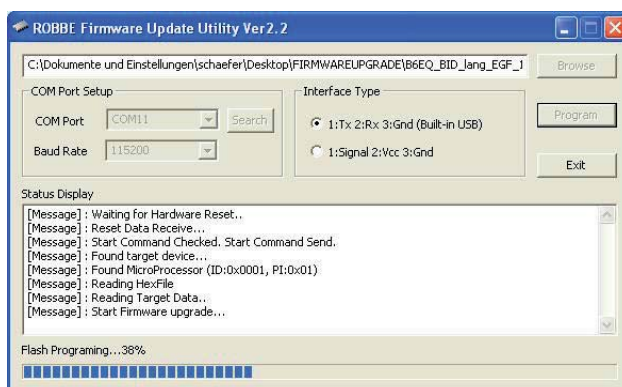 ROBBE Firmware Update Utility Ver2.2
C:\Dokumente und Einstellungen\schaefer\Desktop\FIRMWAREUPGRADE\B6EQ_BID_lang_EGF_1
Browse
COM Port Setup
COM Port
COM11
Search
Baud Rate
115200
Interface Type
1:Tx 2:Rx 3:Gnd (Built-in USB)
1:Signal 2:Vcc 3:Gnd
Program
Exit
Status Display
[Message] : Waiting for Hardware Reset..
[Message] : Reset Data Receive...
[Message] : Start Command Checked. Start Command Send.
[Message] : Found target device...
[Message] : Found MicroProcessor (ID:0x0001, PI:0x01)
[Message] : Reading HexFile
[Message] : Reading Target Data..
[Message] : Start Firmware upgrade...
Flash Programing...38%